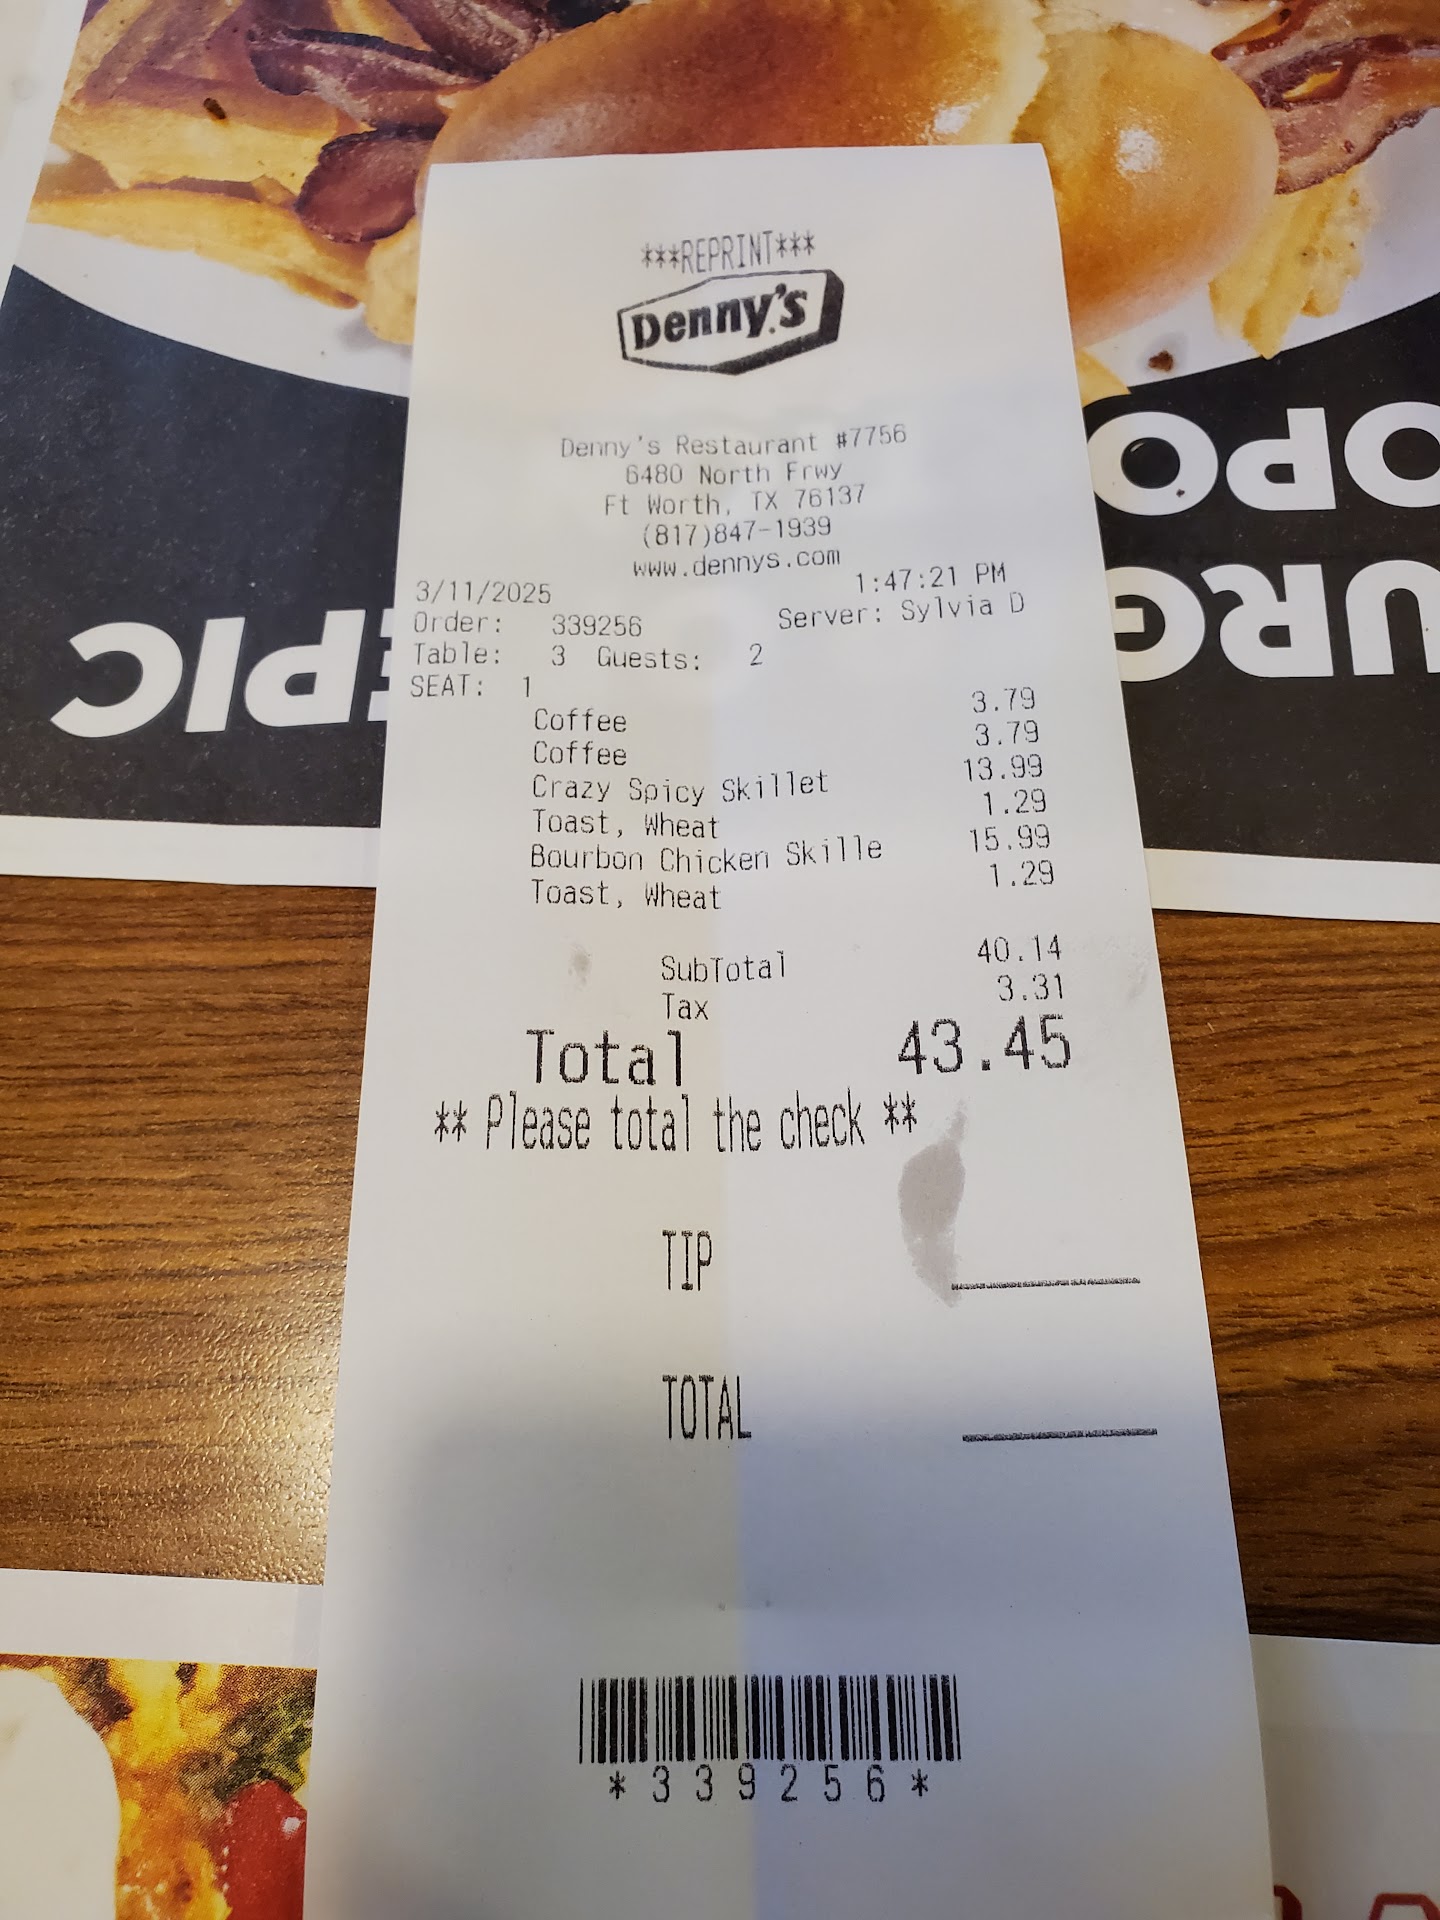 ***REPRINT***
Denny's
Denny's Restaurant #7756
6480 North Frwy
Ft Worth, TX 76137
(817)847-1939
www.dennys.com
3/11/2025 1:47:21 PM
Order: 339256 Server: Sylvia D
Table: 3 Guests: 2
SEAT: 1
Coffee 3.79
Coffee 3.79
Crazy Spicy Skillet 13.99
Toast, Wheat 1.29
Bourbon Chicken Skille 15.99
Toast, Wheat 1.29
SubTotal 40.14
Tax 3.31
Total 43.45
** Please total the check **
TIP
TOTAL
*339256*
EPIC